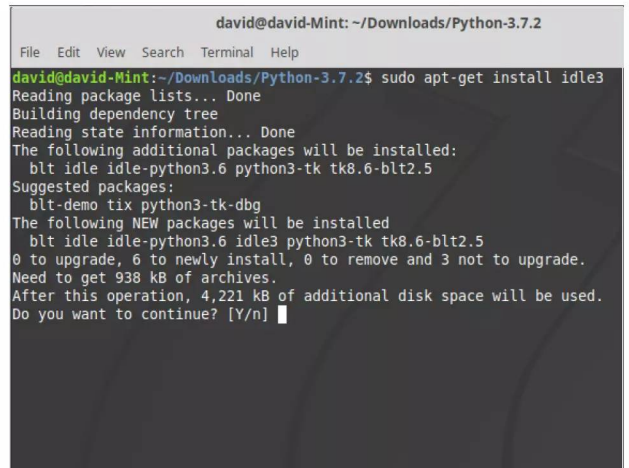 david@david-Mint: ~/Downloads/Python-3.7.2
File Edit View Search Terminal Help
david@david-Mint:~/Downloads/Python-3.7.2$ sudo apt-get install idle3
Reading package lists... Done
Building dependency tree
Reading state information... Done
The following additional packages will be installed:
  blt idle idle-python3.6 python3-tk tk8.6-blt2.5
Suggested packages:
  blt-demo tix python3-tk-dbg
The following NEW packages will be installed
  blt idle idle-python3.6 idle3 python3-tk tk8.6-blt2.5
0 to upgrade, 6 to newly install, 0 to remove and 3 not to upgrade.
Need to get 938 kB of archives.
After this operation, 4,221 kB of additional disk space will be used.
Do you want to continue? [Y/n]